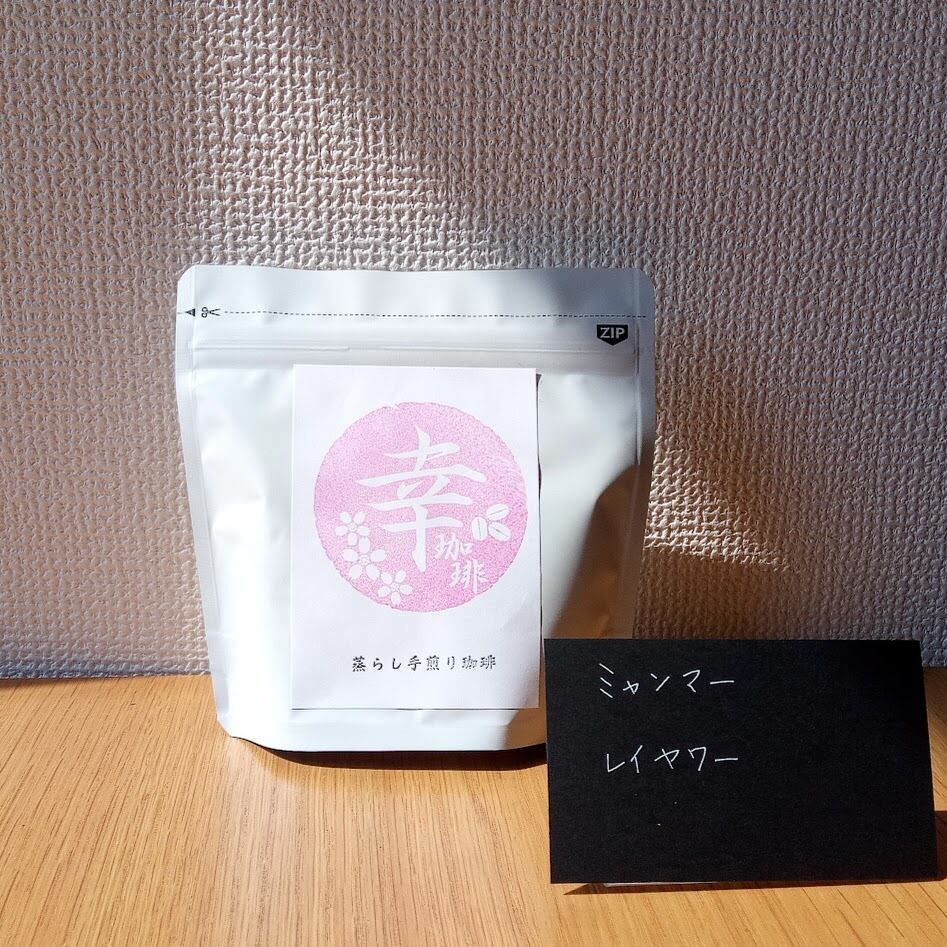 ZIP
幸
珈
琲
蒸らし手煎り珈琲
ミャンマー
レイヤワー